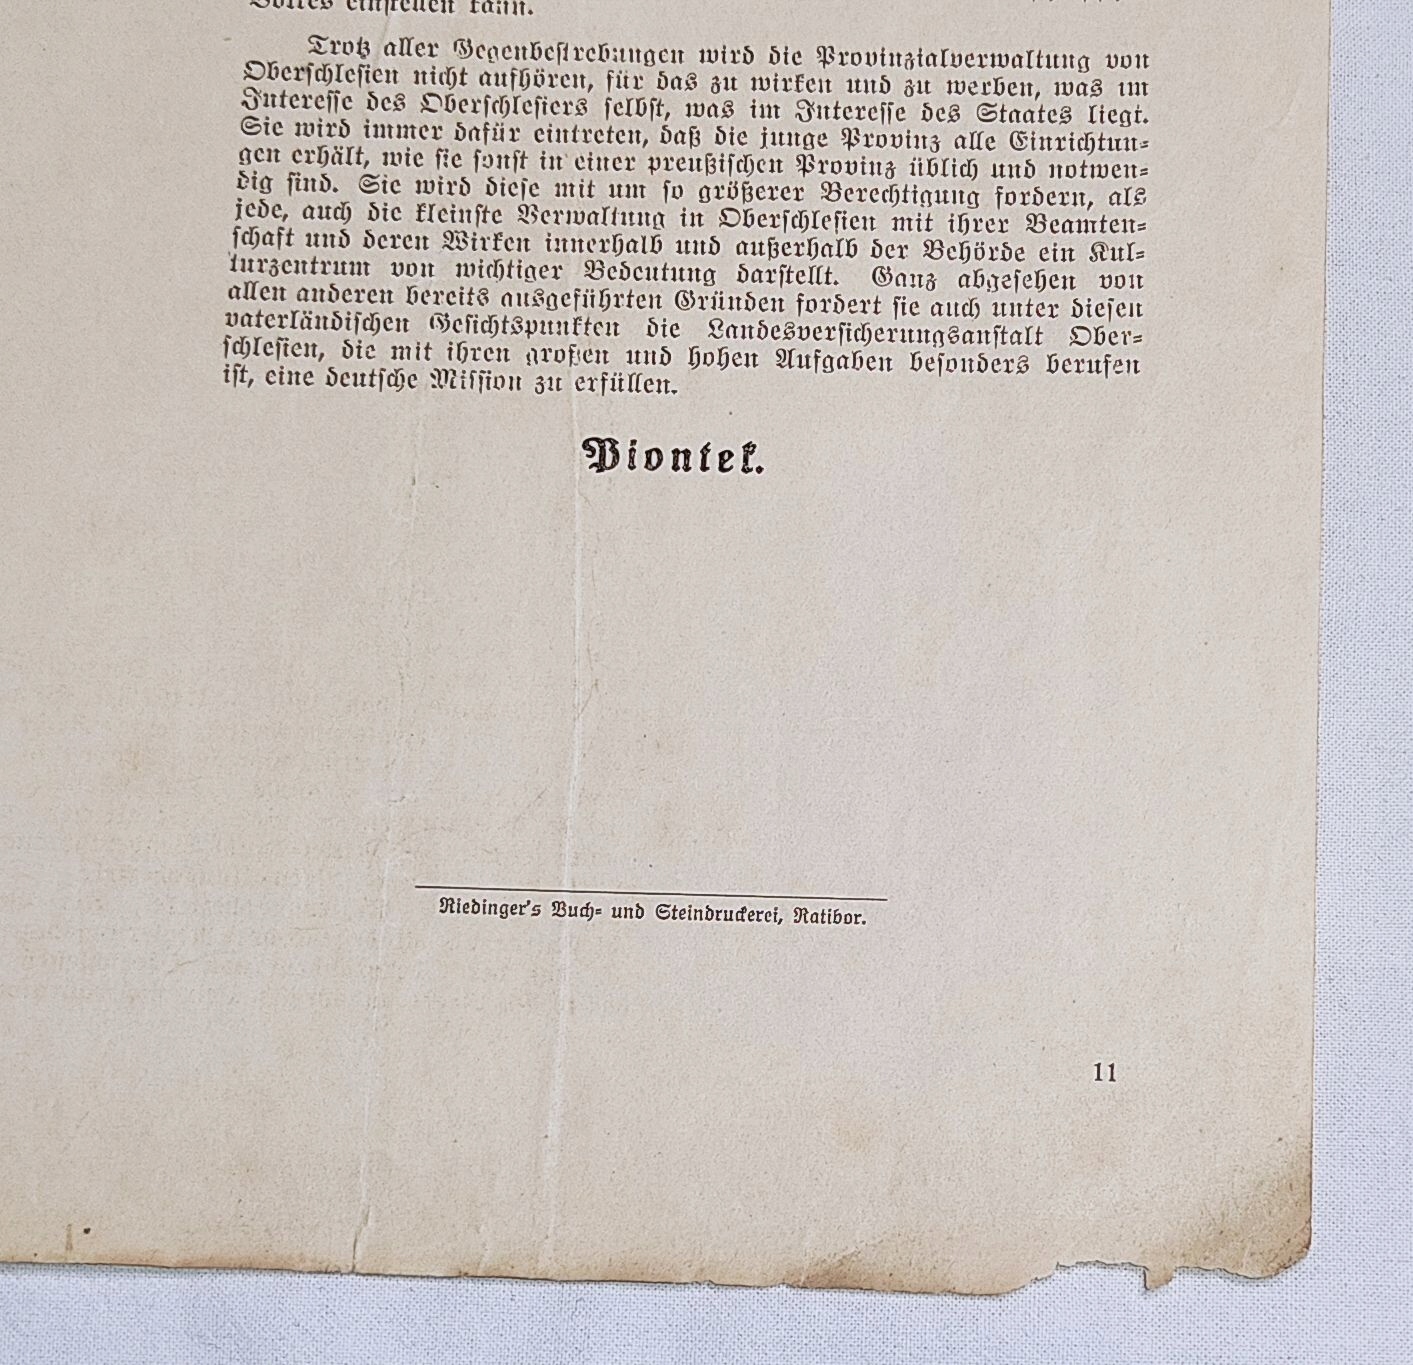 einstellen kann.
Trotz aller Gegenbestrebungen wird die Provinzialverwaltung von
Oberschlesien nicht aufhören, für das zu wirken und zu werben, was im
Interesse des Oberschlesiers selbst, was im Interesse des Staates liegt.
Sie wird immer dafür eintreten, daß die junge Provinz alle Einrichtun-
gen erhält, wie sie sonst in einer preußischen Provinz üblich und notwen-
dig sind. Sie wird diese mit um so größerer Berechtigung fordern, als
jede, auch die kleinste Verwaltung in Oberschlesien mit ihrer Beamten-
schaft und deren Wirken innerhalb und außerhalb der Behörde ein Kul-
turzentrum von wichtiger Bedeutung darstellt. Ganz abgesehen von
allen anderen bereits ausgeführten Gründen fordert sie auch unter diesen
vaterländischen Gesichtspunkten die Landesversicherungsanstalt Ober-
schlesien, die mit ihren großen und hohen Aufgaben besonders berufen
ist, eine deutsche Mission zu erfüllen.
Piontek.
Riedinger's Buch- und Steindruckerei, Ratibor.
11